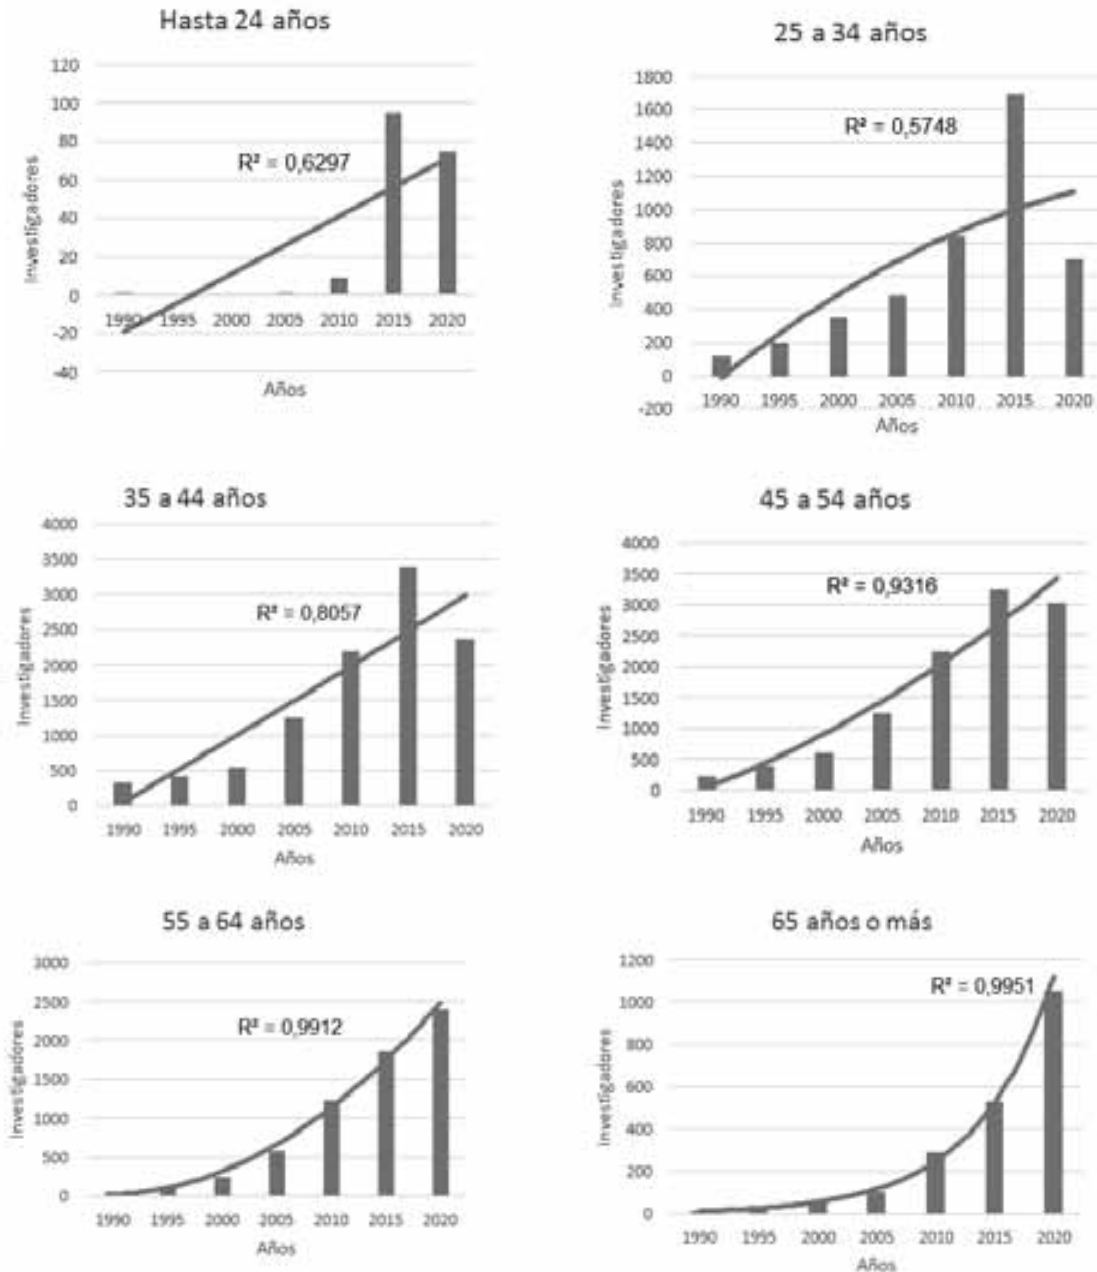 Hasta 24 años
120
100
80
60
40
20
0
-20
-40
Investigadores
R² = 0,6297
1990 1995 2000 2005 2010 2015 2020
Años
25 a 34 años
1800
1600
1400
1200
1000
800
600
400
200
0
-200
Investigadores
R² = 0,5748
1990 1995 2000 2005 2010 2015 2020
Años
35 a 44 años
4000
3500
3000
2500
2000
1500
1000
500
0
Investigadores
R² = 0,8057
1990 1995 2000 2005 2010 2015 2020
Años
45 a 54 años
4000
3500
3000
2500
2000
1500
1000
500
0
Investigadores
R² = 0,9316
1990 1995 2000 2005 2010 2015 2020
Años
55 a 64 años
3000
2500
2000
1500
1000
500
0
Investigadores
R² = 0,9912
1990 1995 2000 2005 2010 2015 2020
Años
65 años o más
1200
1000
800
600
400
200
0
Investigadores
R² = 0,9951
1990 1995 2000 2005 2010 2015 2020
Años